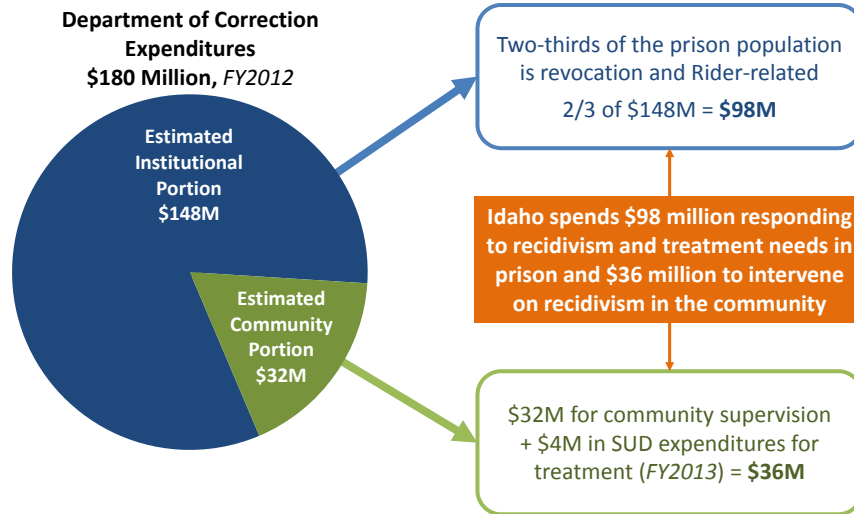 Department of Correction
Expenditures
$180 Million, FY2012
Estimated
Institutional
Portion
$148M
Estimated
Community
Portion
$32M
Two-thirds of the prison population
is revocation and Rider-related
2/3 of $148M = $98M
Idaho spends $98 million responding
to recidivism and treatment needs in
prison and $36 million to intervene
on recidivism in the community
$32M for community supervision
+ $4M in SUD expenditures for
treatment (FY2013) = $36M